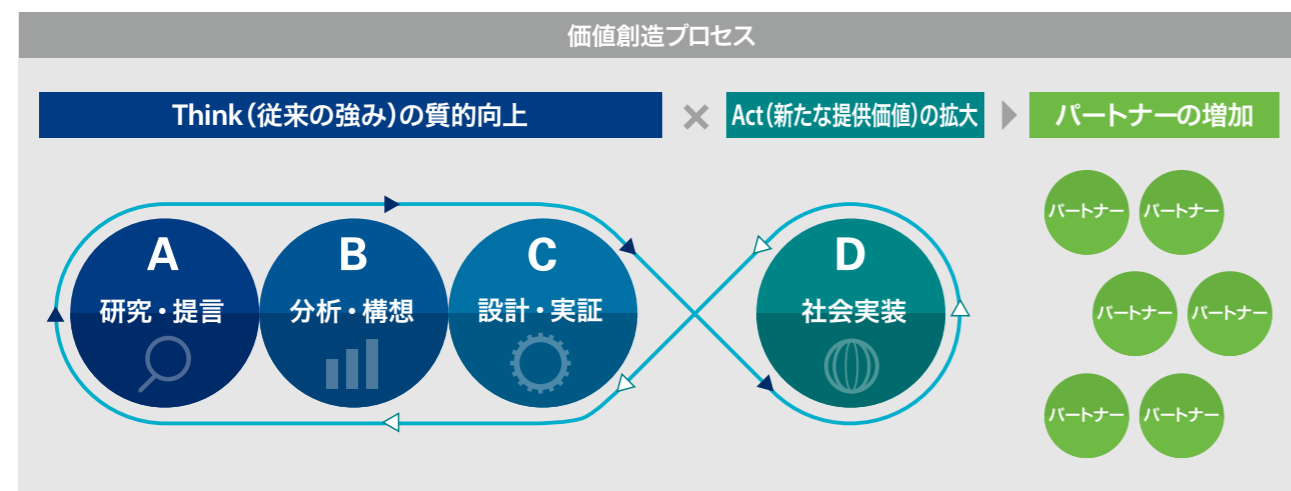 価値創造プロセス
Think(従来の強み)の質的向上
×
Act(新たな提供価値)の拡大
パートナーの増加
A
研究・提言
B
分析・構想
C
設計・実証
D
社会実装
パートナー
パートナー
パートナー
パートナー
パートナー
パートナー